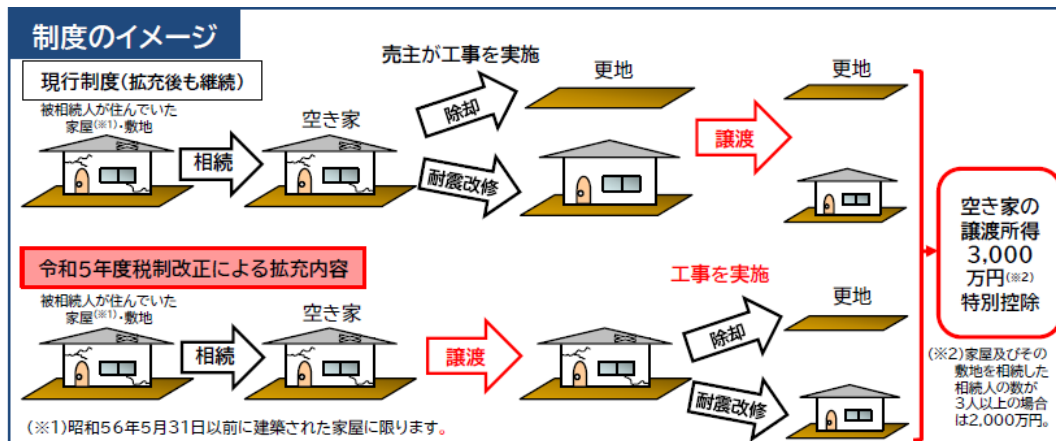 制度のイメージ
現行制度(拡充後も継続)
売主が工事を実施
被相続人が住んでいた
家屋(※1)・敷地
相続
空き家
除却
耐震改修
更地
譲渡
更地
令和5年度税制改正による拡充内容
被相続人が住んでいた
家屋(※1)・敷地
相続
空き家
譲渡
工事を実施
除却
耐震改修
更地
空き家の
譲渡所得
3,000
万円(※2)
特別控除
(※2)家屋及びその
敷地を相続した
相続人の数が
3人以上の場合
は2,000万円。
(※1)昭和56年5月31日以前に建築された家屋に限ります。